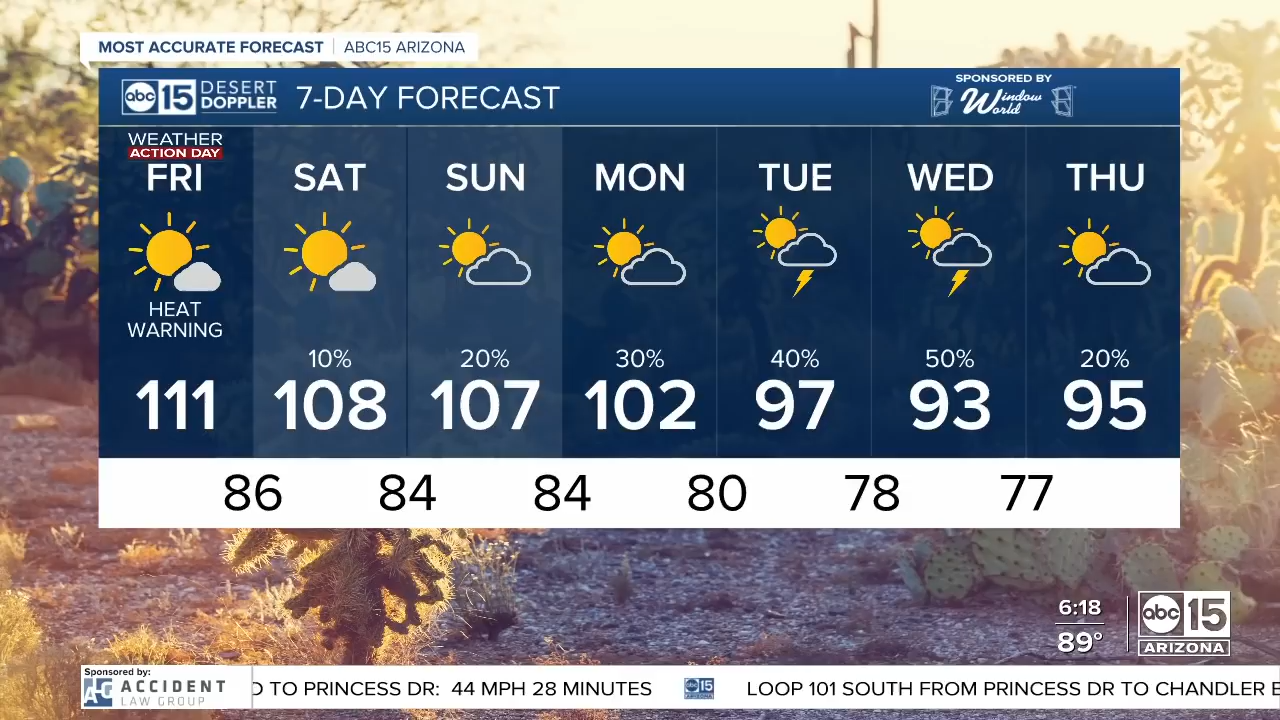 MOST ACCURATE FORECAST | ABC15 ARIZONA
abc 15 DESERT DOPPLER 7-DAY FORECAST
SPONSORED BY
Window World
WEATHER
ACTION DAY
FRI SAT SUN MON TUE WED THU
HEAT
WARNING
10% 20% 30% 40% 50% 20%
111 108 107 102 97 93 95
86 84 84 80 78 77
6:18
89°
abc 15
ARIZONA
Sponsored by:
AG ACCIDENT
LAW GROUP
TO PRINCESS DR: 44 MPH 28 MINUTES abc 15 ARIZONA LOOP 101 SOUTH FROM PRINCESS DR TO CHANDLER